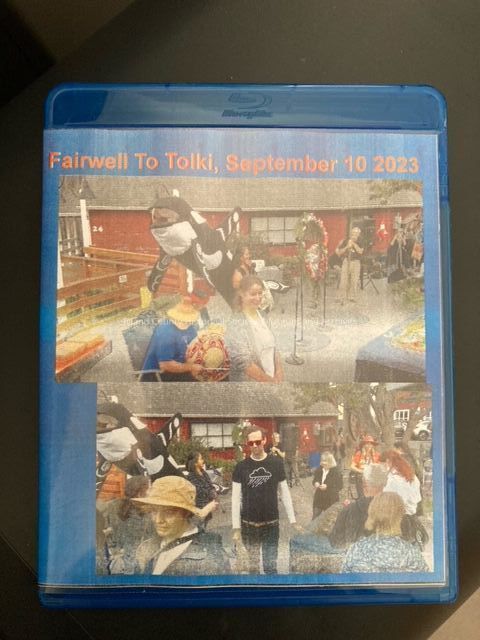 Blu-ray Disc
Fairwell To Tolki, September 10 2023
24